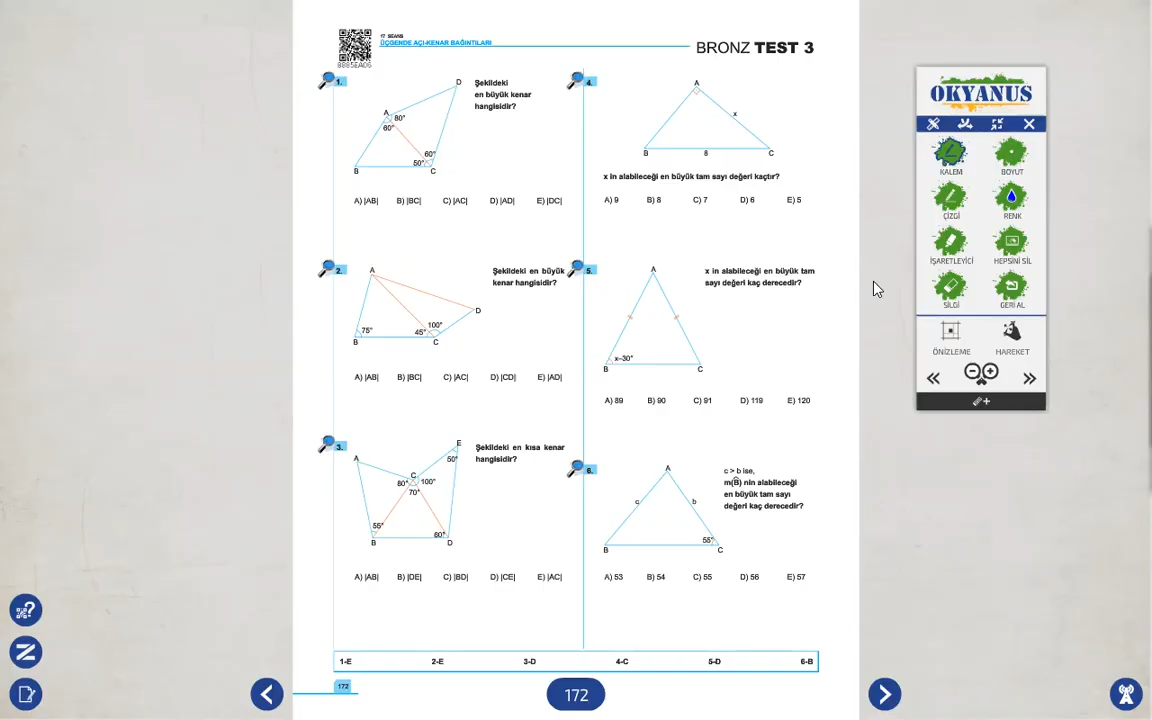 17 SEANS
ÜÇGENDE AÇI-KENAR BAĞINTILARI
8885EA06
BRONZ TEST 3
1.
Şekildeki
en büyük kenar
hangisidir?
D
A
80°
60°
60°
50°
B
C
A) |AB| B) |BC| C) |AC| D) |AD| E) |DC|
2.
Şekildeki en büyük
kenar hangisidir?
A
D
75°
45°
100°
B
C
A) |AB| B) |BC| C) |AC| D) |CD| E) |AD|
3.
Şekildeki en kısa kenar
hangisidir?
E
A
50°
C
80°
100°
70°
55°
60°
B
D
A) |AB| B) |DE| C) |BD| D) |CE| E) |AC|
4.
A
x
B
8
C
x in alabileceği en büyük tam sayı değeri kaçtır?
A) 9 B) 8 C) 7 D) 6 E) 5
5.
x in alabileceği en büyük tam
sayı değeri kaç derecedir?
A
x–30°
B
C
A) 89 B) 90 C) 91 D) 119 E) 120
6.
c > b ise,
m(B) nin alabileceği
en büyük tam sayı
değeri kaç derecedir?
A
c
b
55°
B
C
A) 53 B) 54 C) 55 D) 56 E) 57
1-E 2-E 3-D 4-C 5-D 6-B
172
172
OKYANUS
KALEM
BOYUT
ÇİZGİ
RENK
İŞARETLEYİCİ
HEPSİNİ SİL
SİLGİ
GERİ AL
ÖNİZLEME
HAREKET